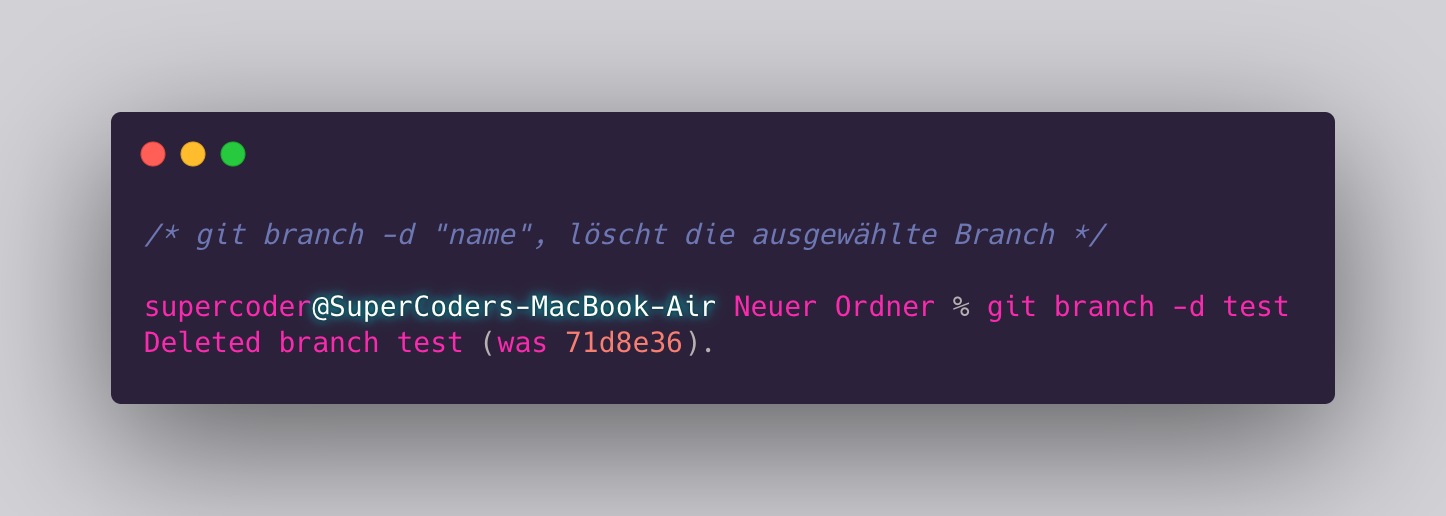 /* git branch -d "name", löscht die ausgewählte Branch */
supercoder@SuperCoders-MacBook-Air Neuer Ordner % git branch -d test
Deleted branch test (was 71d8e36).